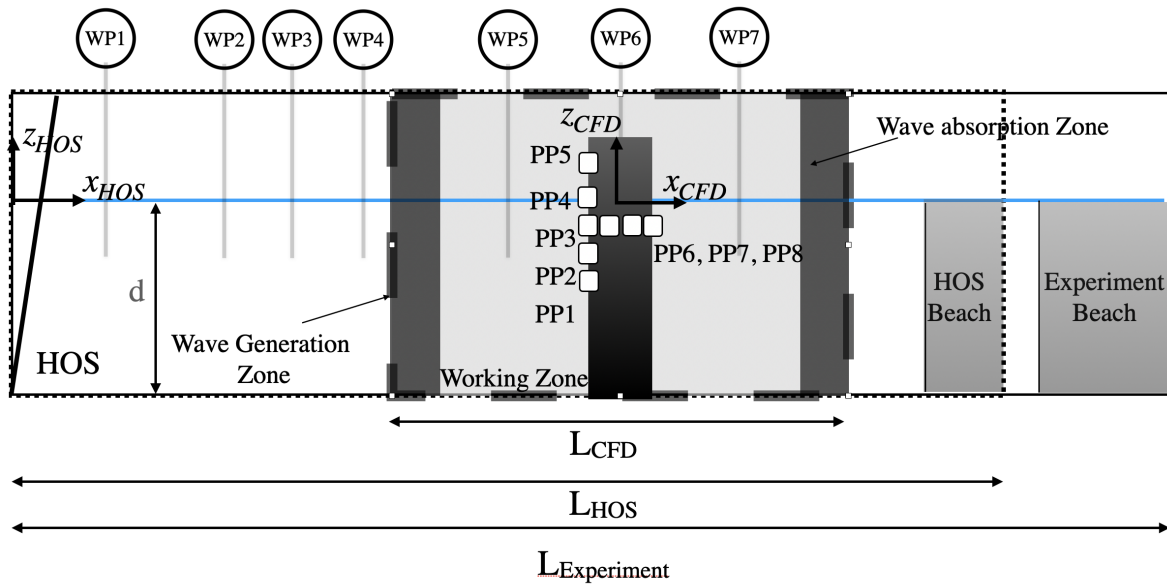 WP1
WP2
WP3
WP4
WP5
WP6
WP7
zHOS
xHOS
zCFD
xCFD
Wave absorption Zone
PP5
PP4
PP3
PP2
PP1
PP6, PP7, PP8
d
HOS
Wave Generation
Zone
Working Zone
HOS
Beach
Experiment
Beach
LCFD
LHOS
LExperiment